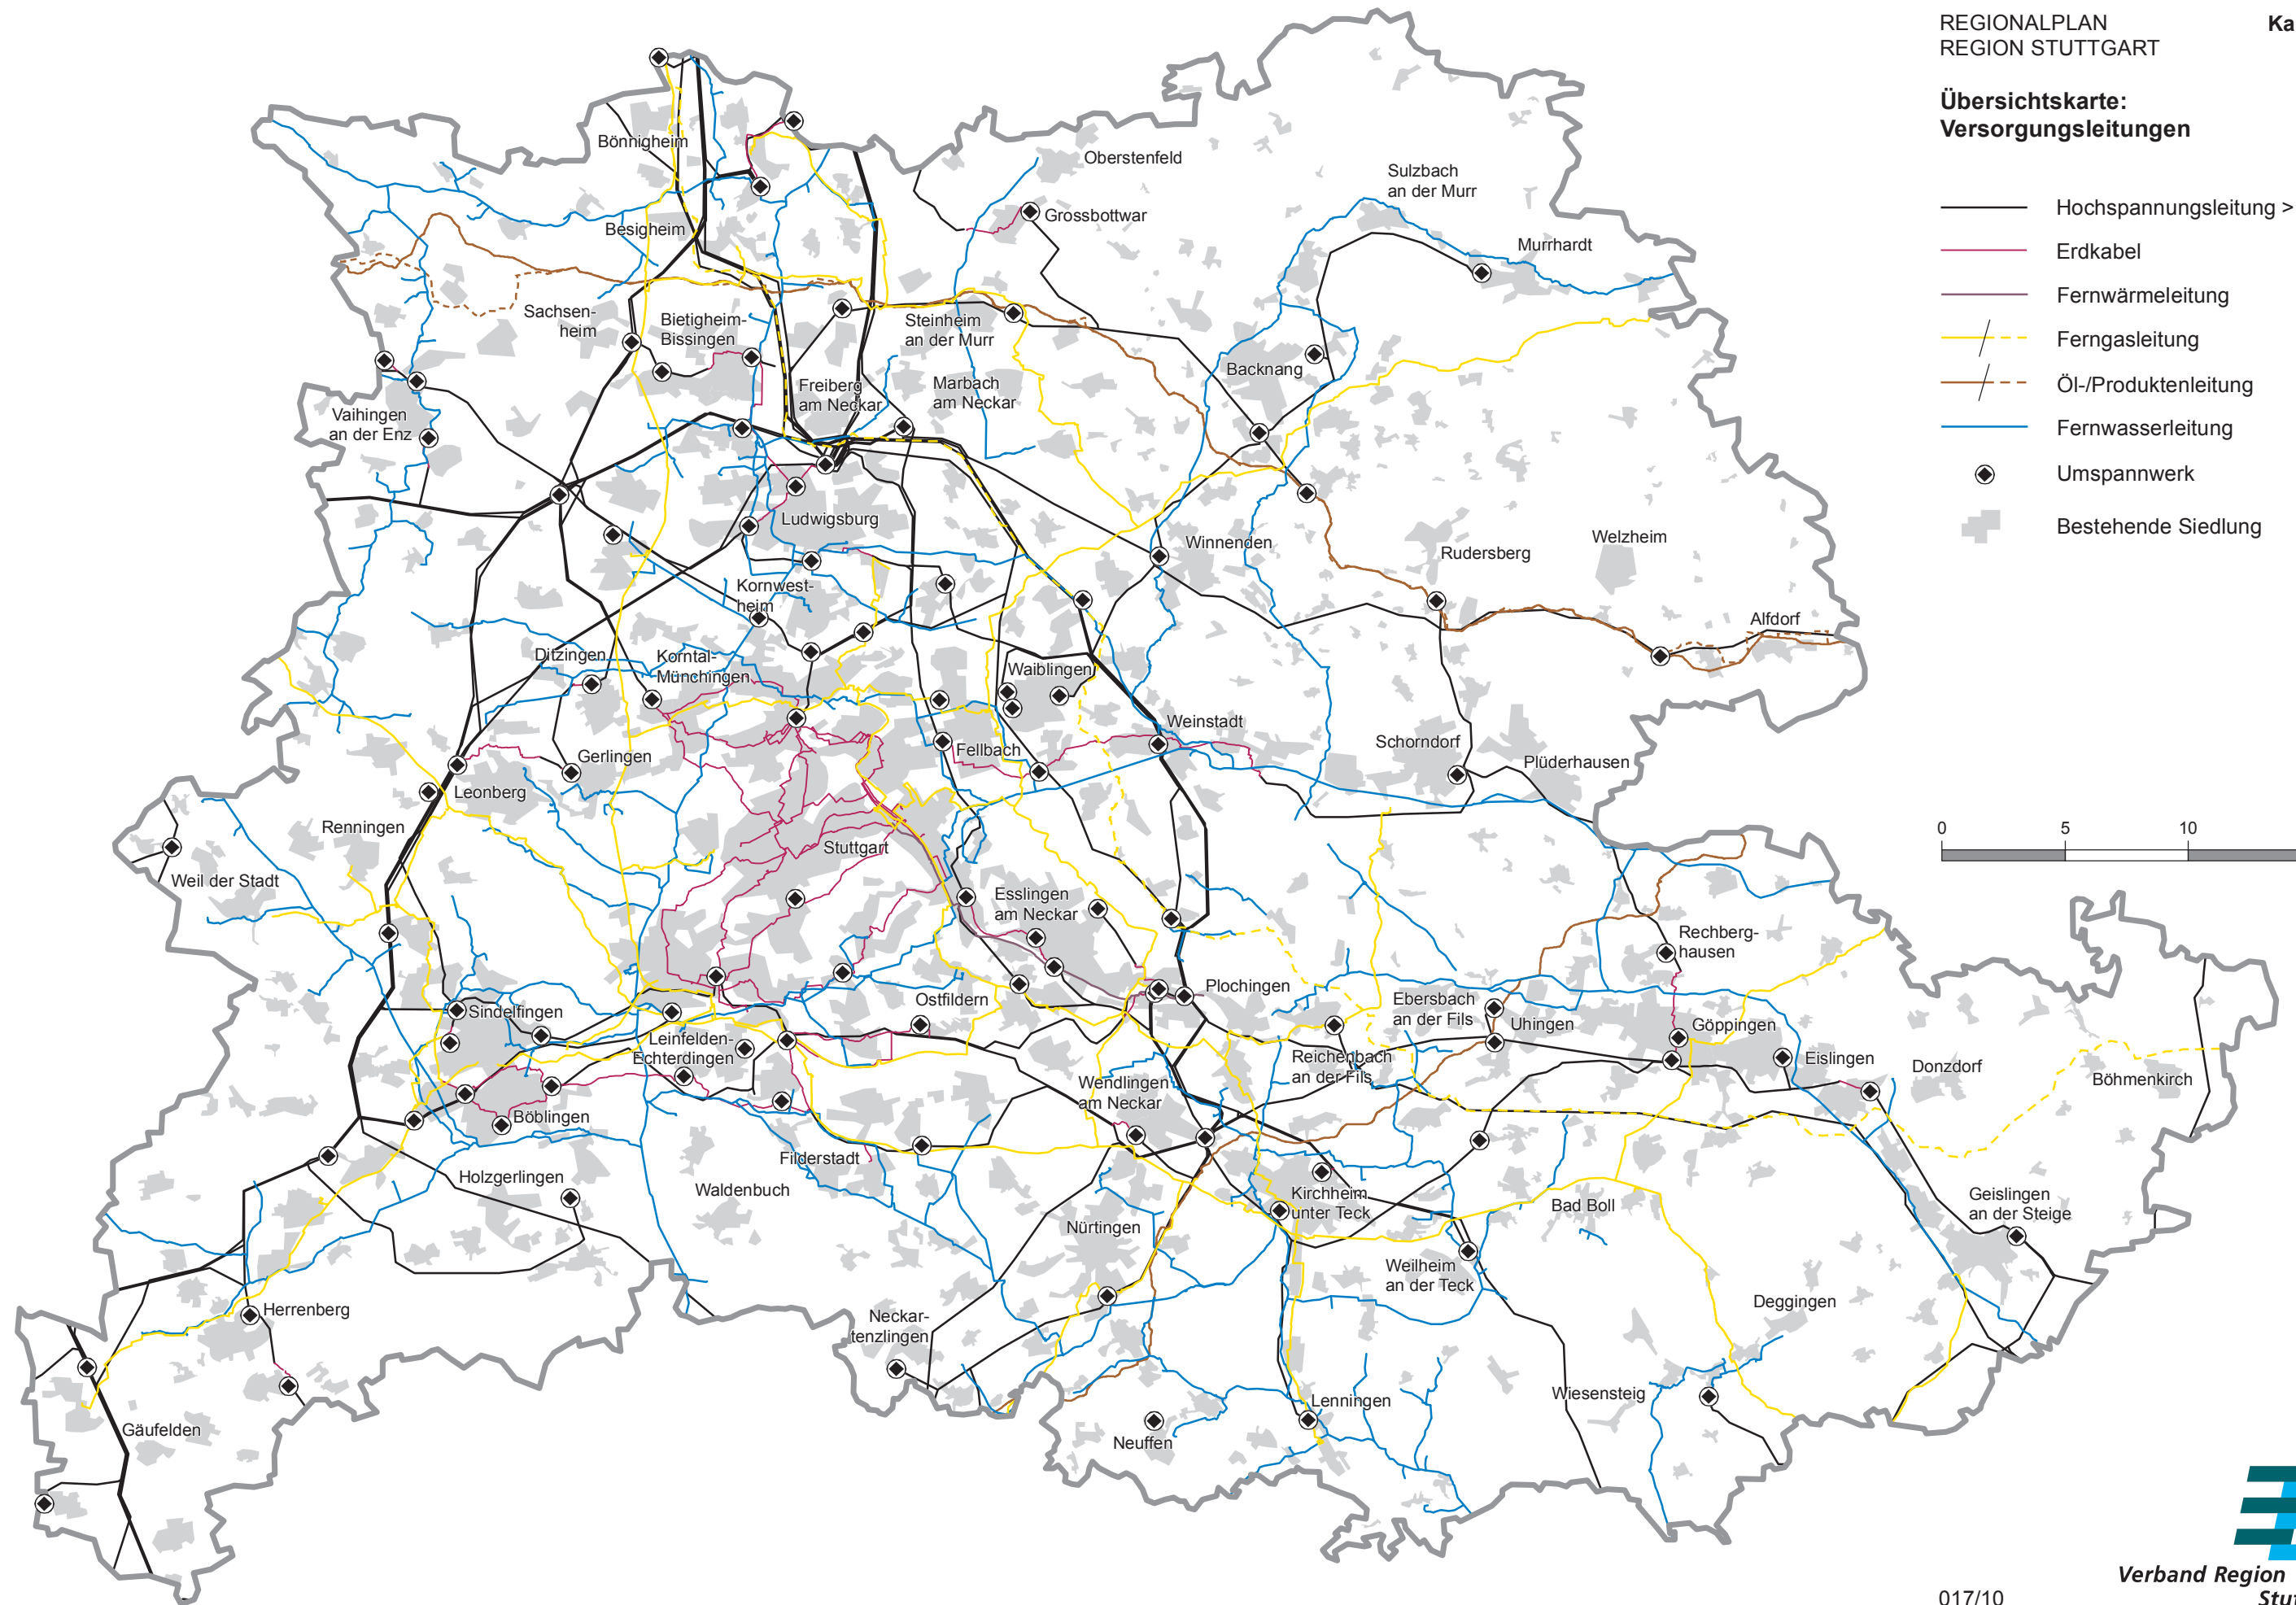 REGIONALPLAN
REGION STUTTGART
Ka
Übersichtskarte:
Versorgungsleitungen
Hochspannungsleitung >
Erdkabel
Fernwärmeleitung
Ferngasleitung
Öl-/Produktenleitung
Fernwasserleitung
Umspannwerk
Bestehende Siedlung
0 5 10
Bönnigheim
Oberstenfeld
Sulzbach
an der Murr
Grossbottwar
Besigheim
Murrhardt
Sachsen-
heim
Bietigheim-
Bissingen
Steinheim
an der Murr
Backnang
Freiberg
am Neckar
Marbach
am Neckar
Vaihingen
an der Enz
Ludwigsburg
Winnenden
Rudersberg
Welzheim
Kornwest-
heim
Alfdorf
Ditzingen
Korntal-
Münchingen
Waiblingen
Weinstadt
Schorndorf
Plüderhausen
Gerlingen
Fellbach
Leonberg
Renningen
Stuttgart
Weil der Stadt
Esslingen
am Neckar
Rechberg-
hausen
Plochingen
Ostfildern
Ebersbach
an der Fils
Sindelfingen
Uhingen
Göppingen
Leinfelden-
Echterdingen
Reichenbach
an der Fils
Eislingen
Donzdorf
Böhmenkirch
Wendlingen
am Neckar
Böblingen
Filderstadt
Holzgerlingen
Waldenbuch
Kirchheim
unter Teck
Bad Boll
Geislingen
an der Steige
Nürtingen
Weilheim
an der Teck
Herrenberg
Neckar-
tenzlingen
Deggingen
Wiesensteig
Lenningen
Gäufelden
Neuffen
Verband Region
Stu
017/10